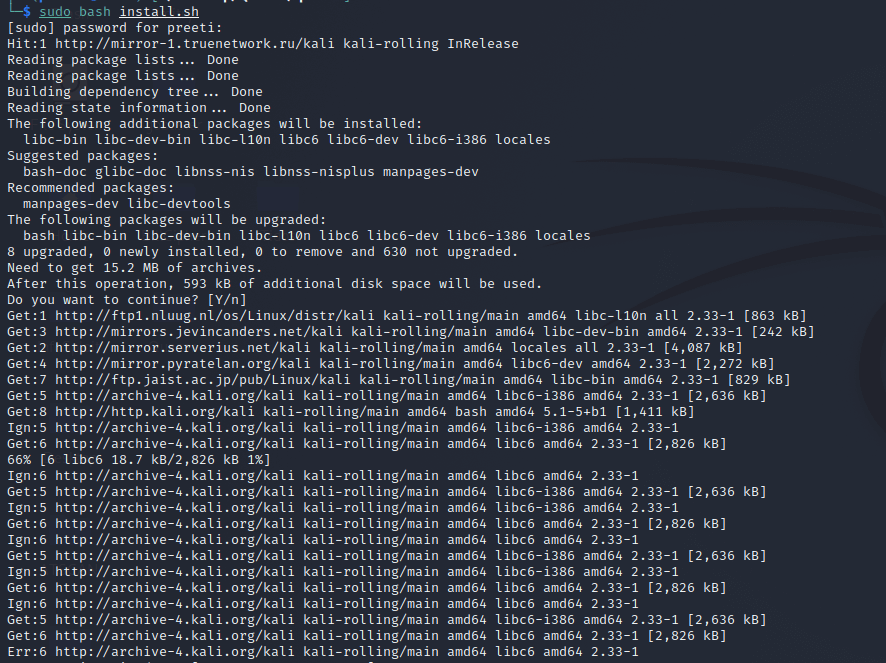 └─$ sudo bash install.sh
[sudo] password for preeti:
Hit:1 http://mirror-1.truenetwork.ru/kali kali-rolling InRelease
Reading package lists... Done
Reading package lists... Done
Building dependency tree... Done
Reading state information... Done
The following additional packages will be installed:
  libc-bin libc-dev-bin libc-l10n libc6 libc6-dev libc6-i386 locales
Suggested packages:
  bash-doc glibc-doc libnss-nis libnss-nisplus manpages-dev
Recommended packages:
  manpages-dev libc-devtools
The following packages will be upgraded:
  bash libc-bin libc-dev-bin libc-l10n libc6 libc6-dev libc6-i386 locales
8 upgraded, 0 newly installed, 0 to remove and 630 not upgraded.
Need to get 15.2 MB of archives.
After this operation, 593 kB of additional disk space will be used.
Do you want to continue? [Y/n]
Get:1 http://ftp1.nluug.nl/os/Linux/distr/kali kali-rolling/main amd64 libc-l10n all 2.33-1 [863 kB]
Get:3 http://mirrors.jevincanders.net/kali kali-rolling/main amd64 libc-dev-bin amd64 2.33-1 [242 kB]
Get:2 http://mirror.serverius.net/kali kali-rolling/main amd64 locales all 2.33-1 [4,087 kB]
Get:4 http://mirror.pyratelan.org/kali kali-rolling/main amd64 libc6-dev amd64 2.33-1 [2,272 kB]
Get:7 http://ftp.jaist.ac.jp/pub/Linux/kali kali-rolling/main amd64 libc-bin amd64 2.33-1 [829 kB]
Get:5 http://archive-4.kali.org/kali kali-rolling/main amd64 libc6-i386 amd64 2.33-1 [2,636 kB]
Get:8 http://http.kali.org/kali kali-rolling/main amd64 bash amd64 5.1-5+b1 [1,411 kB]
Ign:5 http://archive-4.kali.org/kali kali-rolling/main amd64 libc6-i386 amd64 2.33-1
Get:6 http://archive-4.kali.org/kali kali-rolling/main amd64 libc6 amd64 2.33-1 [2,826 kB]
66% [6 libc6 18.7 kB/2,826 kB 1%]
Ign:6 http://archive-4.kali.org/kali kali-rolling/main amd64 libc6 amd64 2.33-1
Get:5 http://archive-4.kali.org/kali kali-rolling/main amd64 libc6-i386 amd64 2.33-1 [2,636 kB]
Ign:5 http://archive-4.kali.org/kali kali-rolling/main amd64 libc6-i386 amd64 2.33-1
Get:6 http://archive-4.kali.org/kali kali-rolling/main amd64 libc6 amd64 2.33-1 [2,826 kB]
Ign:6 http://archive-4.kali.org/kali kali-rolling/main amd64 libc6 amd64 2.33-1
Get:5 http://archive-4.kali.org/kali kali-rolling/main amd64 libc6-i386 amd64 2.33-1 [2,636 kB]
Ign:5 http://archive-4.kali.org/kali kali-rolling/main amd64 libc6-i386 amd64 2.33-1
Get:6 http://archive-4.kali.org/kali kali-rolling/main amd64 libc6 amd64 2.33-1 [2,826 kB]
Ign:6 http://archive-4.kali.org/kali kali-rolling/main amd64 libc6 amd64 2.33-1
Get:5 http://archive-4.kali.org/kali kali-rolling/main amd64 libc6-i386 amd64 2.33-1 [2,636 kB]
Get:6 http://archive-4.kali.org/kali kali-rolling/main amd64 libc6 amd64 2.33-1 [2,826 kB]
Err:6 http://archive-4.kali.org/kali kali-rolling/main amd64 libc6 amd64 2.33-1